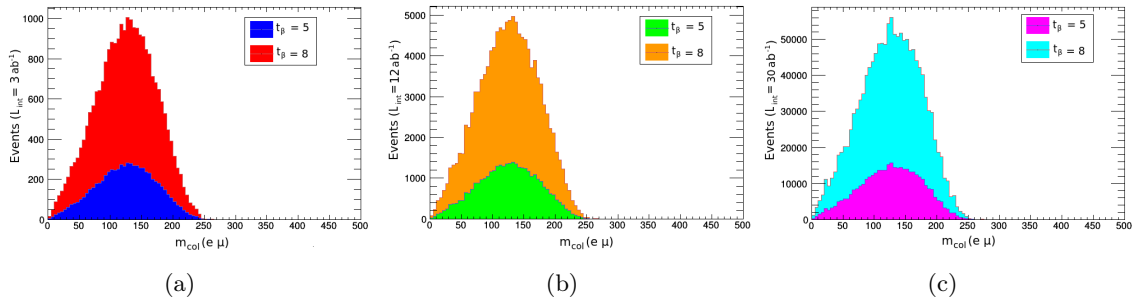 Events (L_int = 3 ab⁻¹)
1000
800
600
400
200
0
0 50 100 150 200 250 300 350 400 450 500
m_col (e μ)
t_β = 5
t_β = 8
(a)
Events (L_int = 12 ab⁻¹)
5000
4000
3000
2000
1000
0
0 50 100 150 200 250 300 350 400 450 500
m_col (e μ)
t_β = 5
t_β = 8
(b)
Events (L_int = 30 ab⁻¹)
50000
40000
30000
20000
10000
0
0 50 100 150 200 250 300 350 400 450 500
m_col (e μ)
t_β = 5
t_β = 8
(c)